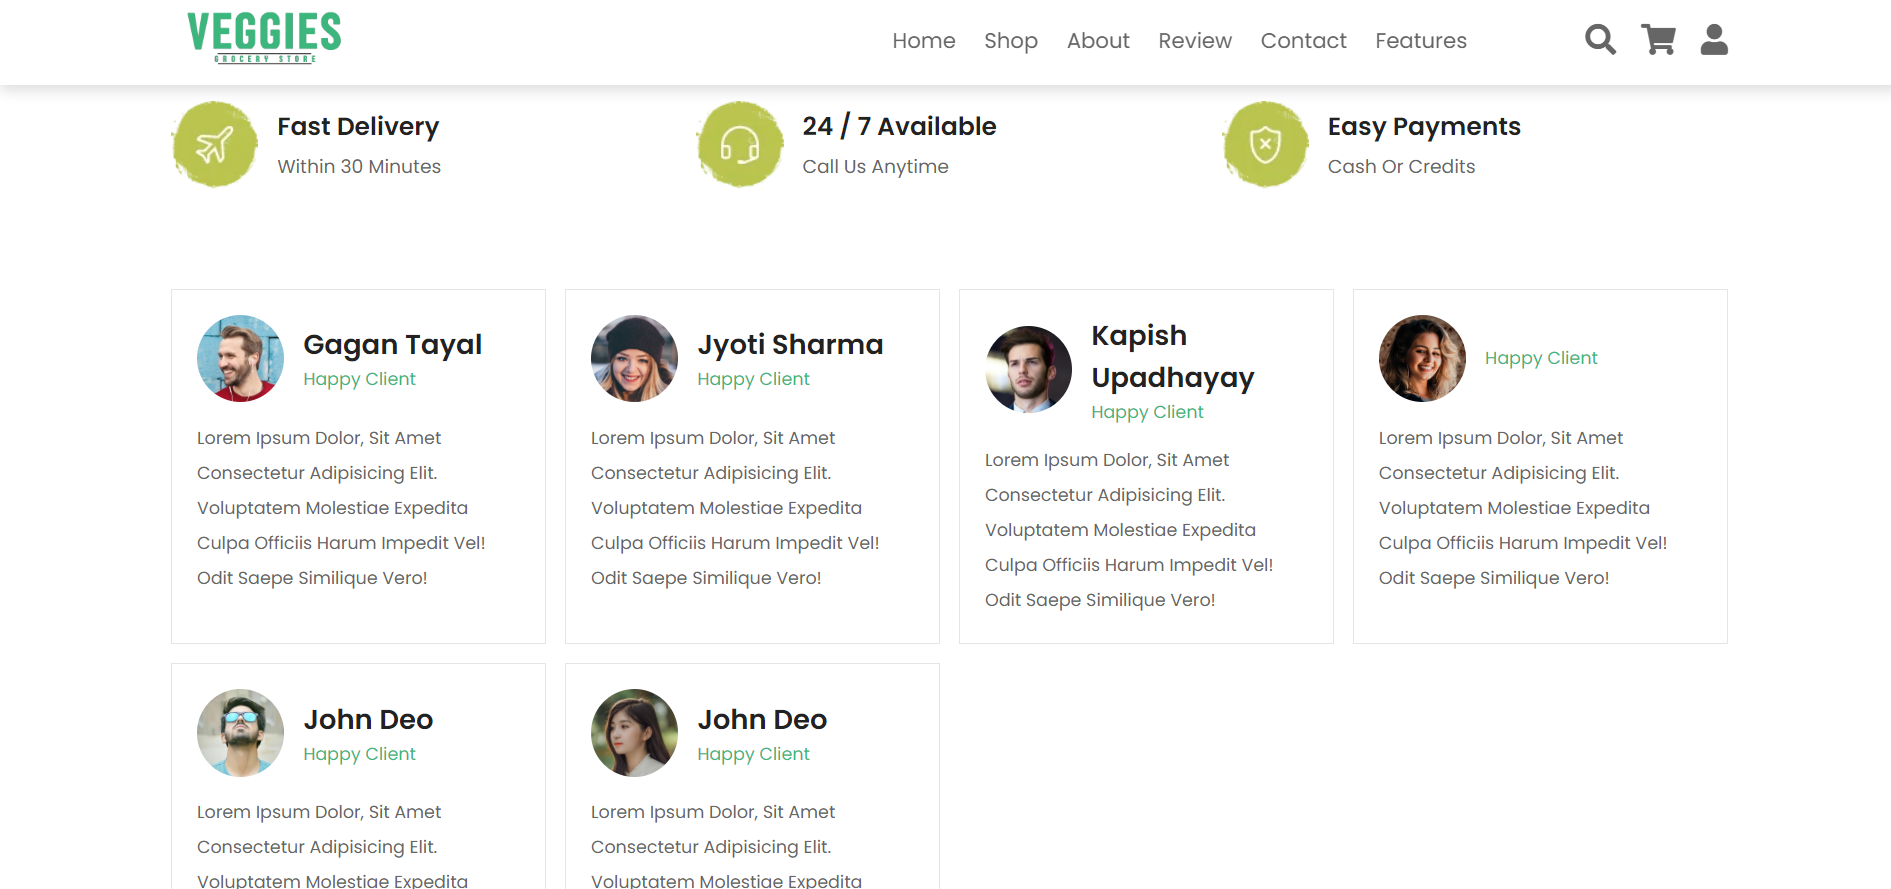 VEGGIES
GROCERY STORE
Home Shop About Review Contact Features
Fast Delivery
Within 30 Minutes
24 / 7 Available
Call Us Anytime
Easy Payments
Cash Or Credits
Gagan Tayal
Happy Client
Lorem Ipsum Dolor, Sit Amet
Consectetur Adipisicing Elit.
Voluptatem Molestiae Expedita
Culpa Officiis Harum Impedit Vel!
Odit Saepe Similique Vero!
Jyoti Sharma
Happy Client
Lorem Ipsum Dolor, Sit Amet
Consectetur Adipisicing Elit.
Voluptatem Molestiae Expedita
Culpa Officiis Harum Impedit Vel!
Odit Saepe Similique Vero!
Kapish
Upadhayay
Happy Client
Lorem Ipsum Dolor, Sit Amet
Consectetur Adipisicing Elit.
Voluptatem Molestiae Expedita
Culpa Officiis Harum Impedit Vel!
Odit Saepe Similique Vero!
Happy Client
Lorem Ipsum Dolor, Sit Amet
Consectetur Adipisicing Elit.
Voluptatem Molestiae Expedita
Culpa Officiis Harum Impedit Vel!
Odit Saepe Similique Vero!
John Deo
Happy Client
Lorem Ipsum Dolor, Sit Amet
Consectetur Adipisicing Elit.
Voluptatem Molestiae Expedita
John Deo
Happy Client
Lorem Ipsum Dolor, Sit Amet
Consectetur Adipisicing Elit.
Voluptatem Molestiae Expedita